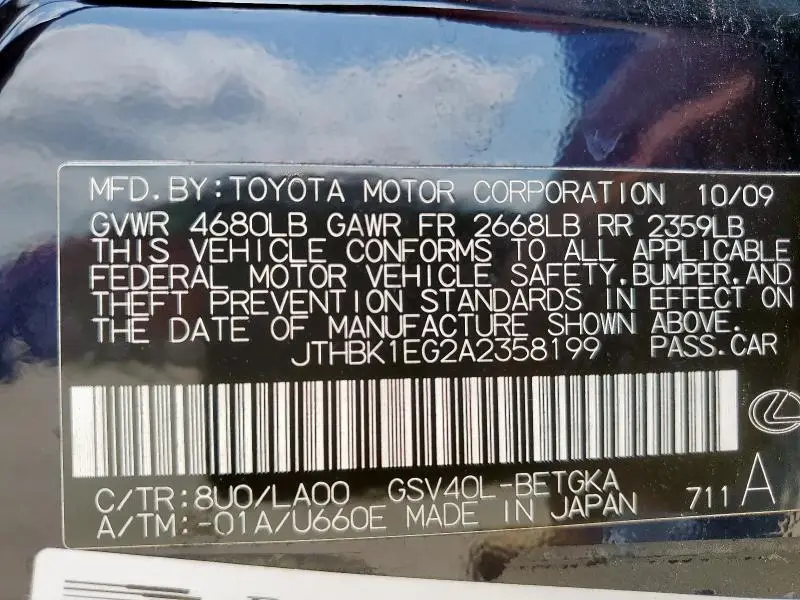 MFD.BY:TOYOTA MOTOR CORPORATION 10/09
GVWR 4680LB GAWR FR 2668LB RR 2359LB
THIS VEHICLE CONFORMS TO ALL APPLICABLE
FEDERAL MOTOR VEHICLE SAFETY.BUMPER.AND
THEFT PREVENTION STANDARDS IN EFFECT ON
THE DATE OF MANUFACTURE SHOWN ABOVE.
JTHBK1EG2A2358199 PASS.CAR
C/TR:8U0/LA00 GSV40L-BETGKA
A/TM:-01A/U660E MADE IN JAPAN 711 A